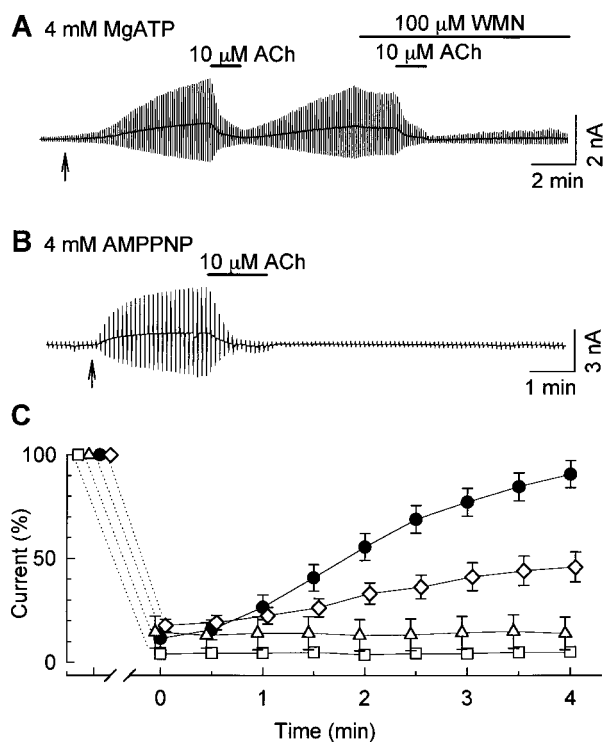 A 4 mM MgATP
100 μM WMN
10 μM ACh
10 μM ACh
2 nA
2 min
B 4 mM AMPPNP
10 μM ACh
3 nA
1 min
C
100
50
0
Current (%)
0 1 2 3 4
Time (min)